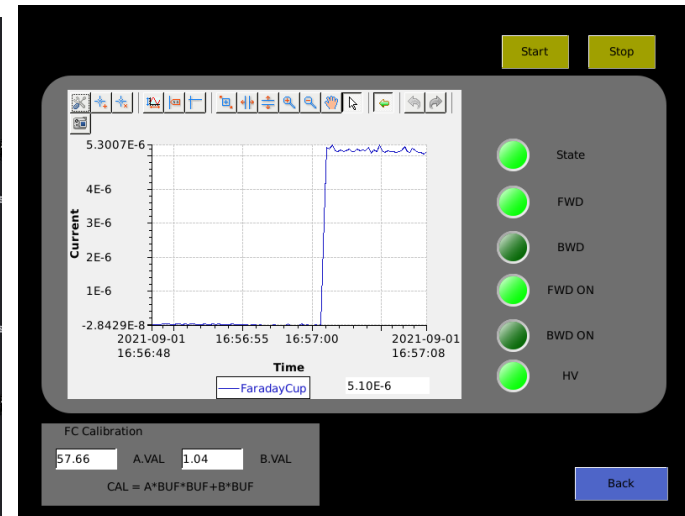 Start Stop
5.3007E-6
4E-6
3E-6
2E-6
1E-6
-2.8429E-8
Current
2021-09-01 16:56:55 16:57:00 2021-09-01
16:56:48 16:57:08
Time
FaradayCup 5.10E-6
State
FWD
BWD
FWD ON
BWD ON
HV
FC Calibration
57.66 A.VAL 1.04 B.VAL
CAL = A*BUF*BUF+B*BUF
Back